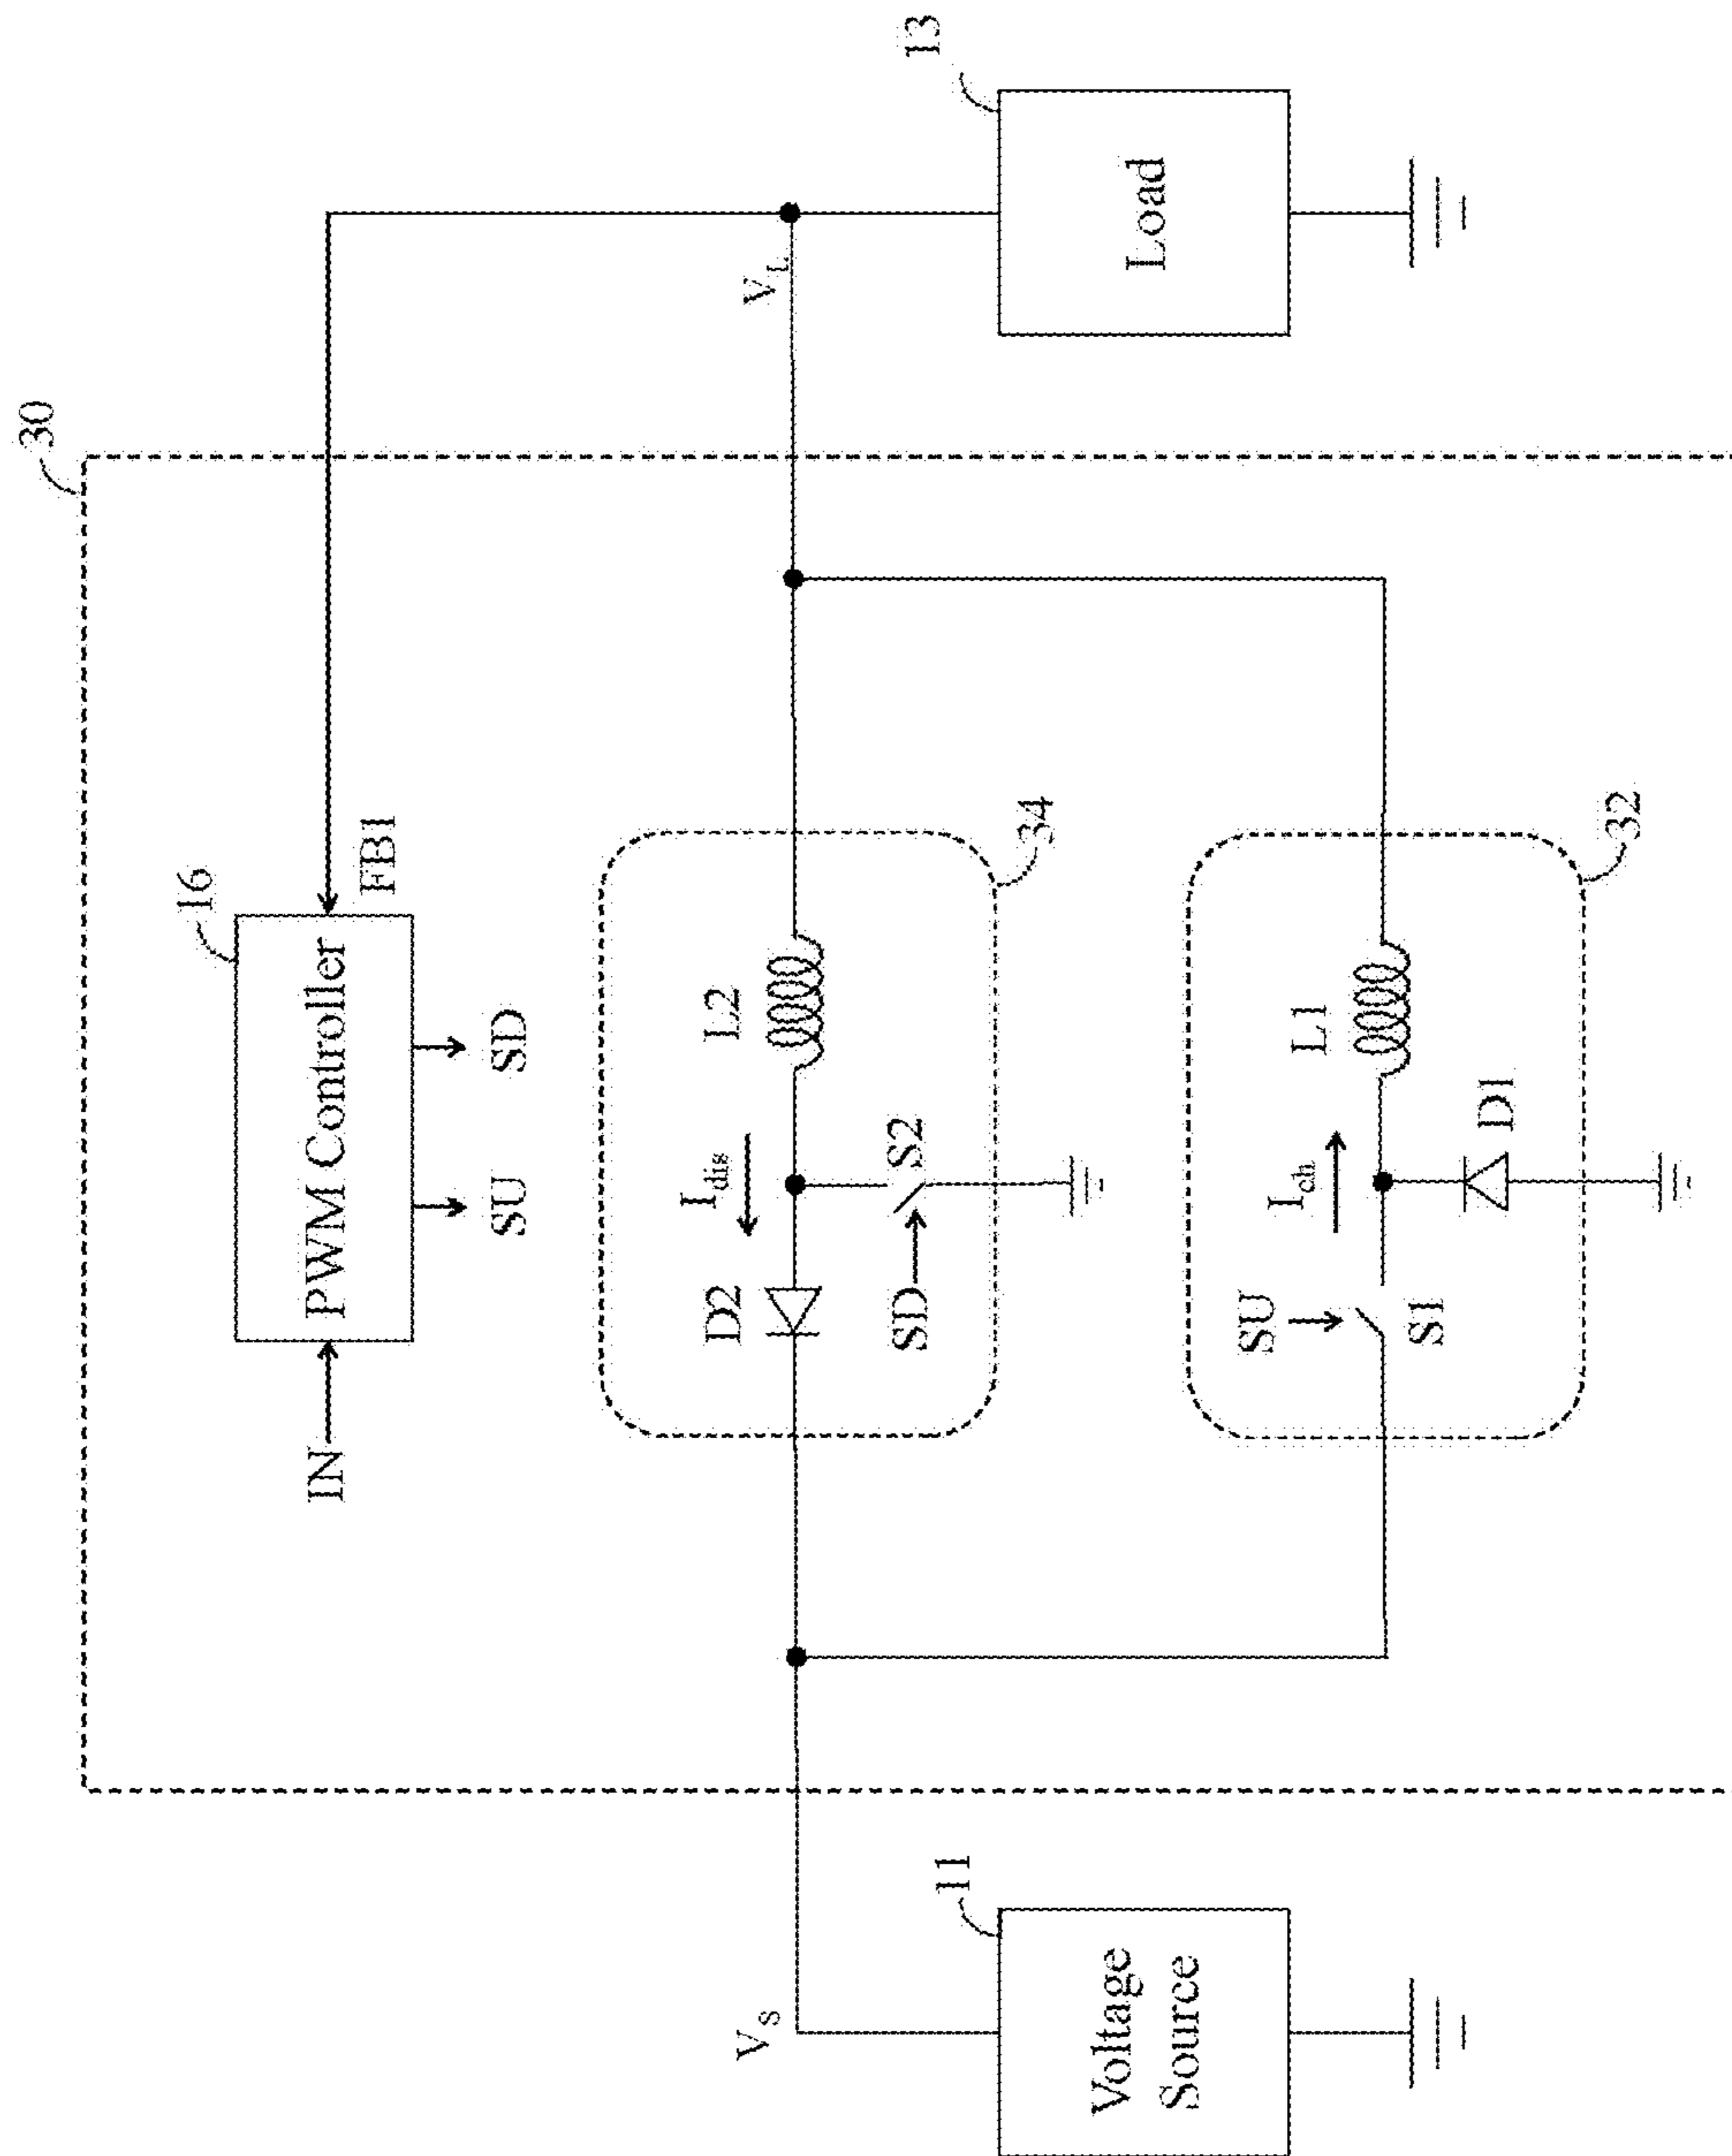 30
16
IN
PWM Controller
FB1
SU
SD
V_S
V_L
D2
I_dis
L2
SD
S2
34
11
Voltage
Source
13
Load
SU
I_ch
L1
S1
D1
32